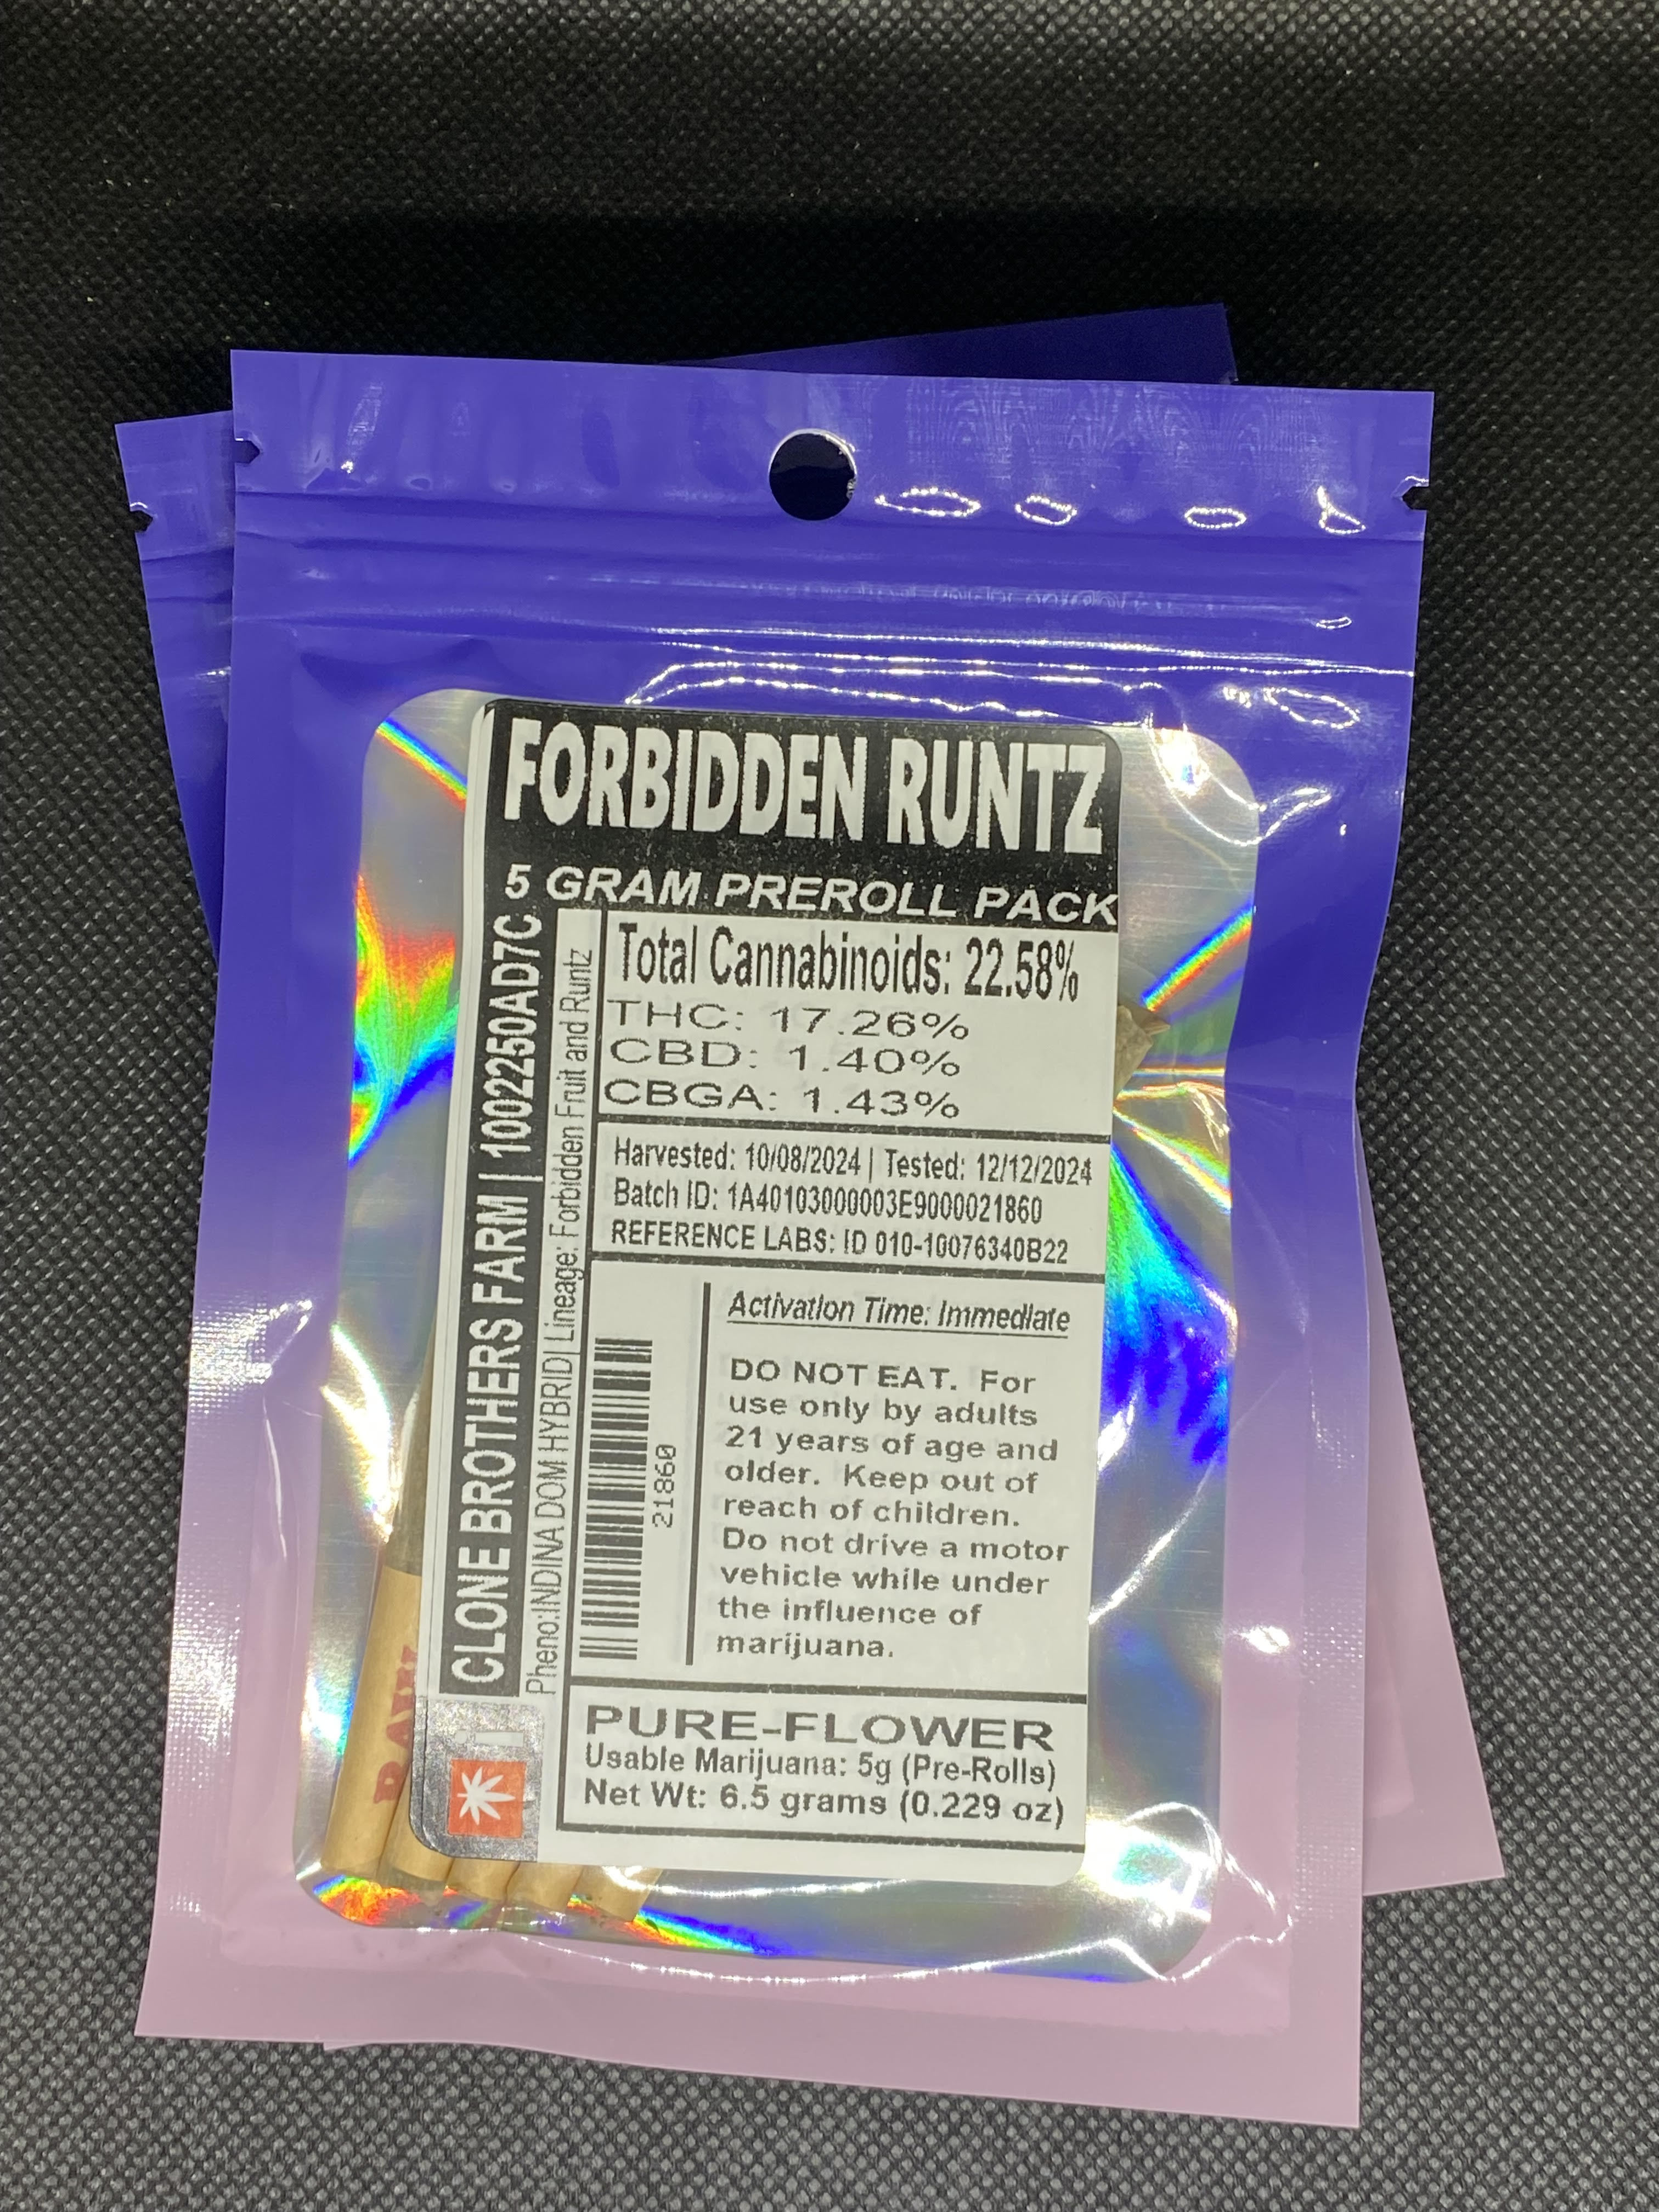 FORBIDDEN RUNTZ
5 GRAM PREROLL PACK
CLONE BROTHERS FARM | 1002250AD7C
Pheno:INDINA DOM HYBRID| Lineage: Forbidden Fruit and Runtz
Total Cannabinoids: 22.58%
THC: 17.26%
CBD: 1.40%
CBGA: 1.43%
Harvested: 10/08/2024 | Tested: 12/12/2024
Batch ID: 1A40103000003E9000021860
REFERENCE LABS: ID 010-10076340B22
21860
Activation Time: Immediate
DO NOT EAT. For
use only by adults
21 years of age and
older. Keep out of
reach of children.
Do not drive a motor
vehicle while under
the influence of
marijuana.
PURE-FLOWER
Usable Marijuana: 5g (Pre-Rolls)
Net Wt: 6.5 grams (0.229 oz)
RAW